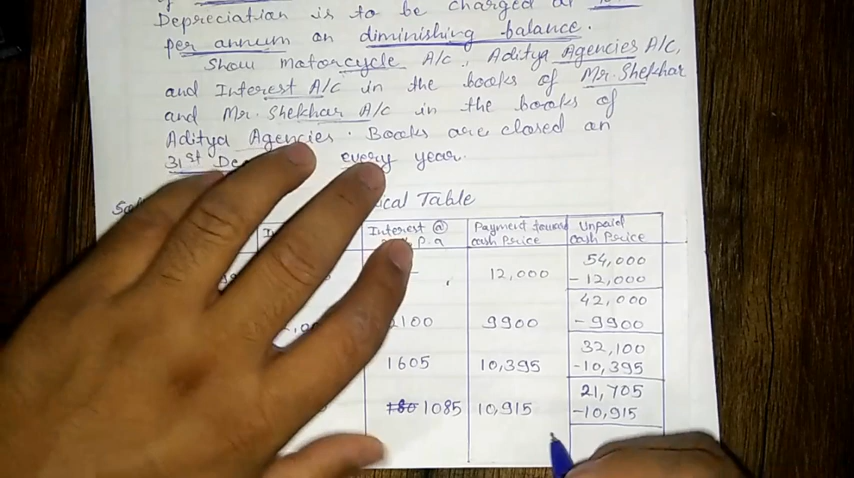 Depreciation is to be charged at
per annum on diminishing balance.
Show motorcycle A/c, Aditya Agencies A/c,
and Interest A/c in the books of Mr. Shekhar
and Mr. Shekhar A/c in the books of
Aditya Agencies. Books are closed on
31st De every year.
ical Table
Interest @ p.a Payment toward cash Price Unpaid cash Price
— 12,000 54,000
- 12,000
42,000
2100 9900 - 9900
32,100
1605 10,395 -10,395
21,705
1085 10,915 -10,915